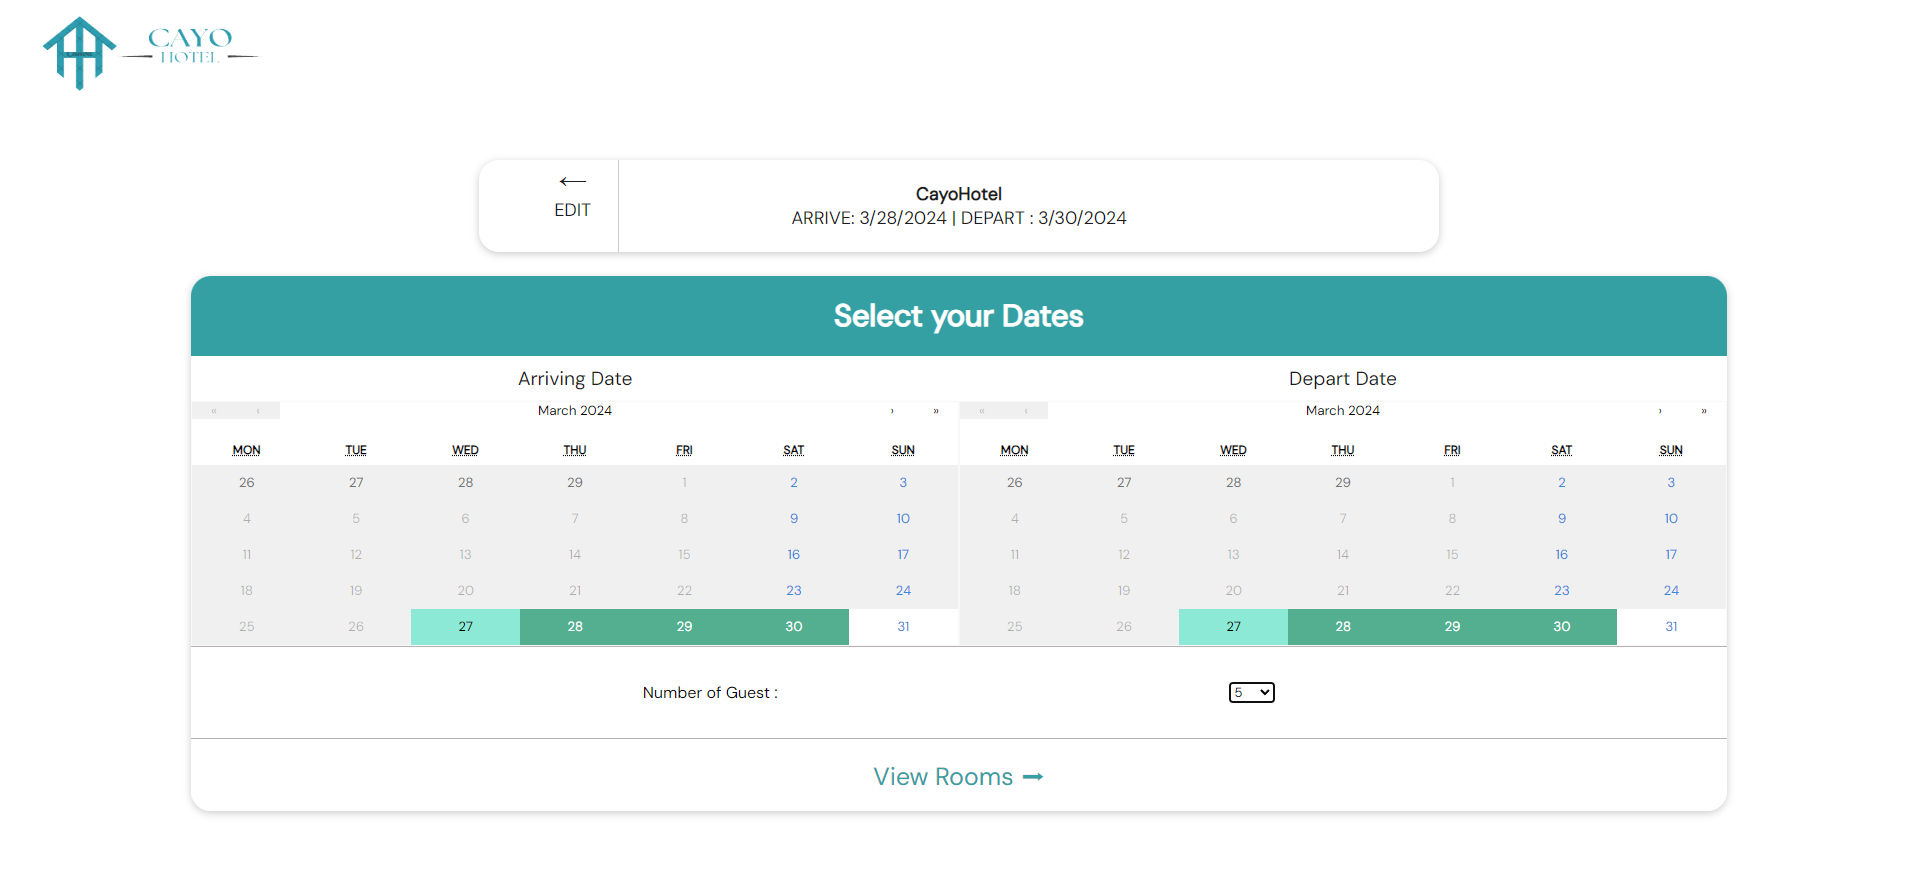 CAYO
HOTEL
←
EDIT
CayoHotel
ARRIVE: 3/28/2024 | DEPART : 3/30/2024
Select your Dates
Arriving Date
« ‹ March 2024 › »
MON TUE WED THU FRI SAT SUN
26 27 28 29 1 2 3
4 5 6 7 8 9 10
11 12 13 14 15 16 17
18 19 20 21 22 23 24
25 26 27 28 29 30 31
Depart Date
« ‹ March 2024 › »
MON TUE WED THU FRI SAT SUN
26 27 28 29 1 2 3
4 5 6 7 8 9 10
11 12 13 14 15 16 17
18 19 20 21 22 23 24
25 26 27 28 29 30 31
Number of Guest : 5
View Rooms →